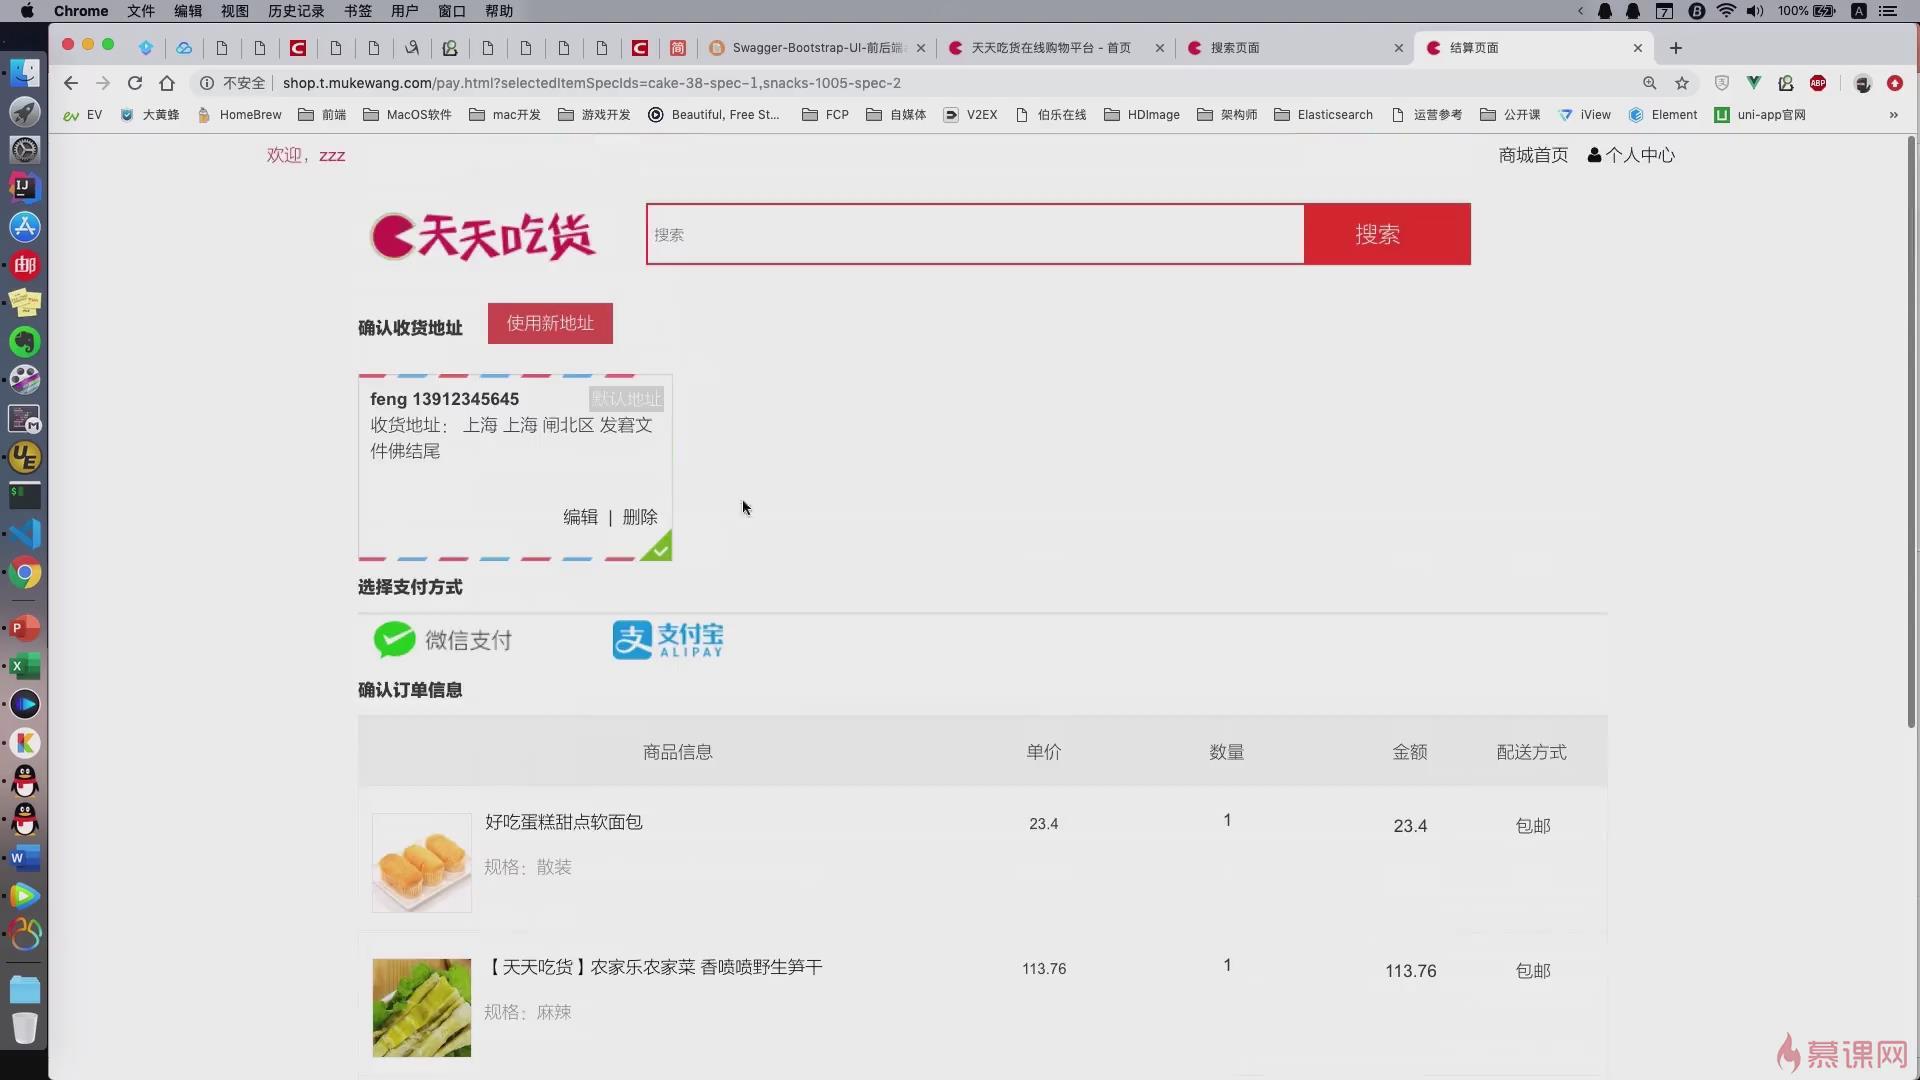 Chrome 文件 编辑 视图 历史记录 书签 用户 窗口 帮助 7 100% A
Swagger-Bootstrap-UI-前后端 天天吃货在线购物平台 - 首页 搜索页面 结算页面
不安全 shop.t.mukewang.com/pay.html?selectedItemSpecIds=cake-38-spec-1,snacks-1005-spec-2 ABP
EV 大黄蜂 HomeBrew 前端 MacOS软件 mac开发 游戏开发 Beautiful, Free St... FCP 自媒体 V2EX 伯乐在线 HDImage 架构师 Elasticsearch 运营参考 公开课 iView Element uni-app官网 »
欢迎，zzz 商城首页 个人中心
天天吃货 搜索 搜索
确认收货地址 使用新地址
feng 13912345645 默认地址
收货地址： 上海 上海 闸北区 发窘文
件佛结尾
编辑 | 删除
选择支付方式
微信支付 支付宝
ALIPAY
确认订单信息
商品信息 单价 数量 金额 配送方式
好吃蛋糕甜点软面包 23.4 1 23.4 包邮
规格：散装
【天天吃货】农家乐农家菜 香喷喷野生笋干 113.76 1 113.76 包邮
规格：麻辣
慕课网